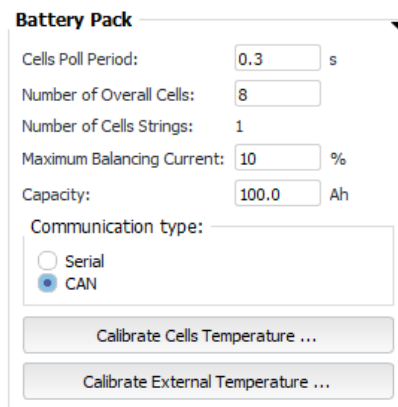 Battery Pack
Cells Poll Period: 0.3 s
Number of Overall Cells: 8
Number of Cells Strings: 1
Maximum Balancing Current: 10 %
Capacity: 100.0 Ah
Communication type:
Serial
CAN
Calibrate Cells Temperature ...
Calibrate External Temperature ...